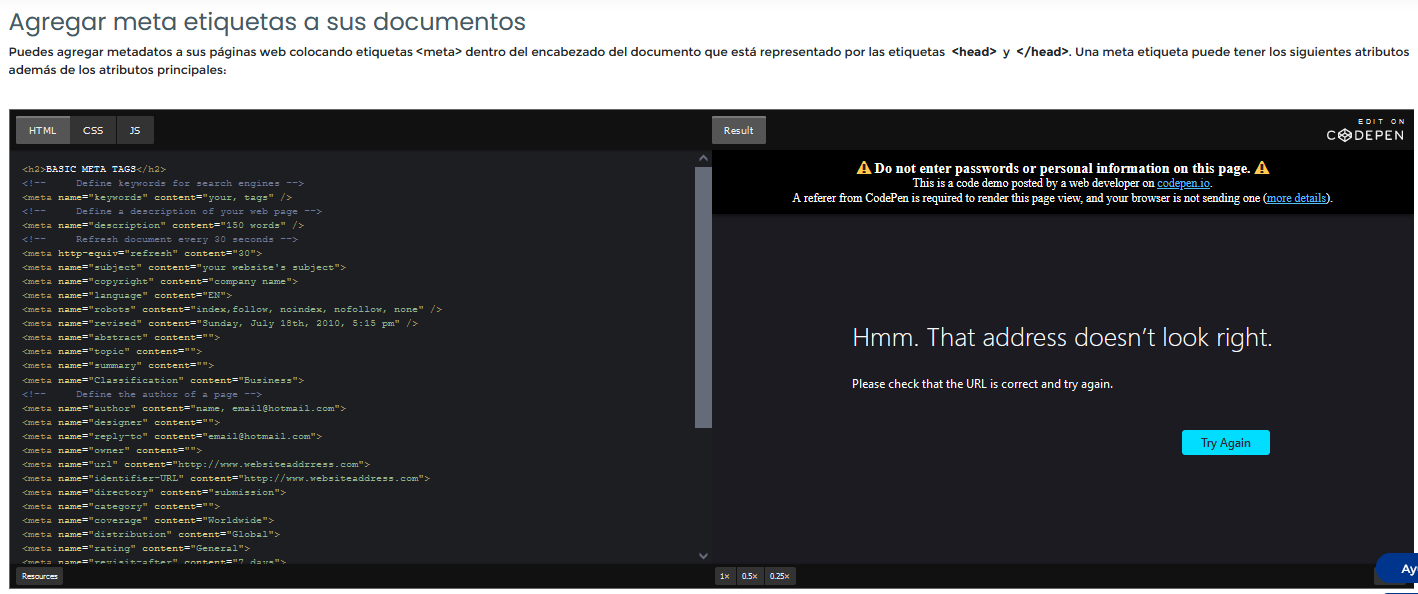 Agregar meta etiquetas a sus documentos
Puedes agregar metadatos a sus páginas web colocando etiquetas <meta> dentro del encabezado del documento que está representado por las etiquetas <head> y </head>. Una meta etiqueta puede tener los siguientes atributos
además de los atributos principales:
HTML CSS JS
Result
EDIT ON
CODEPEN
<h2>BASIC META TAGS</h2>
<!-- Define keywords for search engines -->
<meta name="keywords" content="your, tags" />
<!-- Define a description of your web page -->
<meta name="description" content="150 words" />
<!-- Refresh document every 30 seconds -->
<meta http-equiv="refresh" content="30">
<meta name="subject" content="your website's subject">
<meta name="copyright" content="company name">
<meta name="language" content="EN">
<meta name="robots" content="index,follow, noindex, nofollow, none" />
<meta name="revised" content="Sunday, July 18th, 2010, 5:15 pm" />
<meta name="abstract" content="">
<meta name="topic" content="">
<meta name="summary" content="">
<meta name="Classification" content="Business">
<!-- Define the author of a page -->
<meta name="author" content="name, email@hotmail.com">
<meta name="designer" content="">
<meta name="reply-to" content="email@hotmail.com">
<meta name="owner" content="">
<meta name="url" content="http://www.websiteaddrress.com">
<meta name="identifier-URL" content="http://www.websiteaddress.com">
<meta name="directory" content="submission">
<meta name="category" content="">
<meta name="coverage" content="Worldwide">
<meta name="distribution" content="Global">
<meta name="rating" content="General">
<meta name="revisit-after" content="7 days">
Resources
⚠ Do not enter passwords or personal information on this page. ⚠
This is a code demo posted by a web developer on codepen.io.
A referer from CodePen is required to render this page view, and your browser is not sending one (more details).
Hmm. That address doesn't look right.
Please check that the URL is correct and try again.
Try Again
1× 0.5× 0.25×